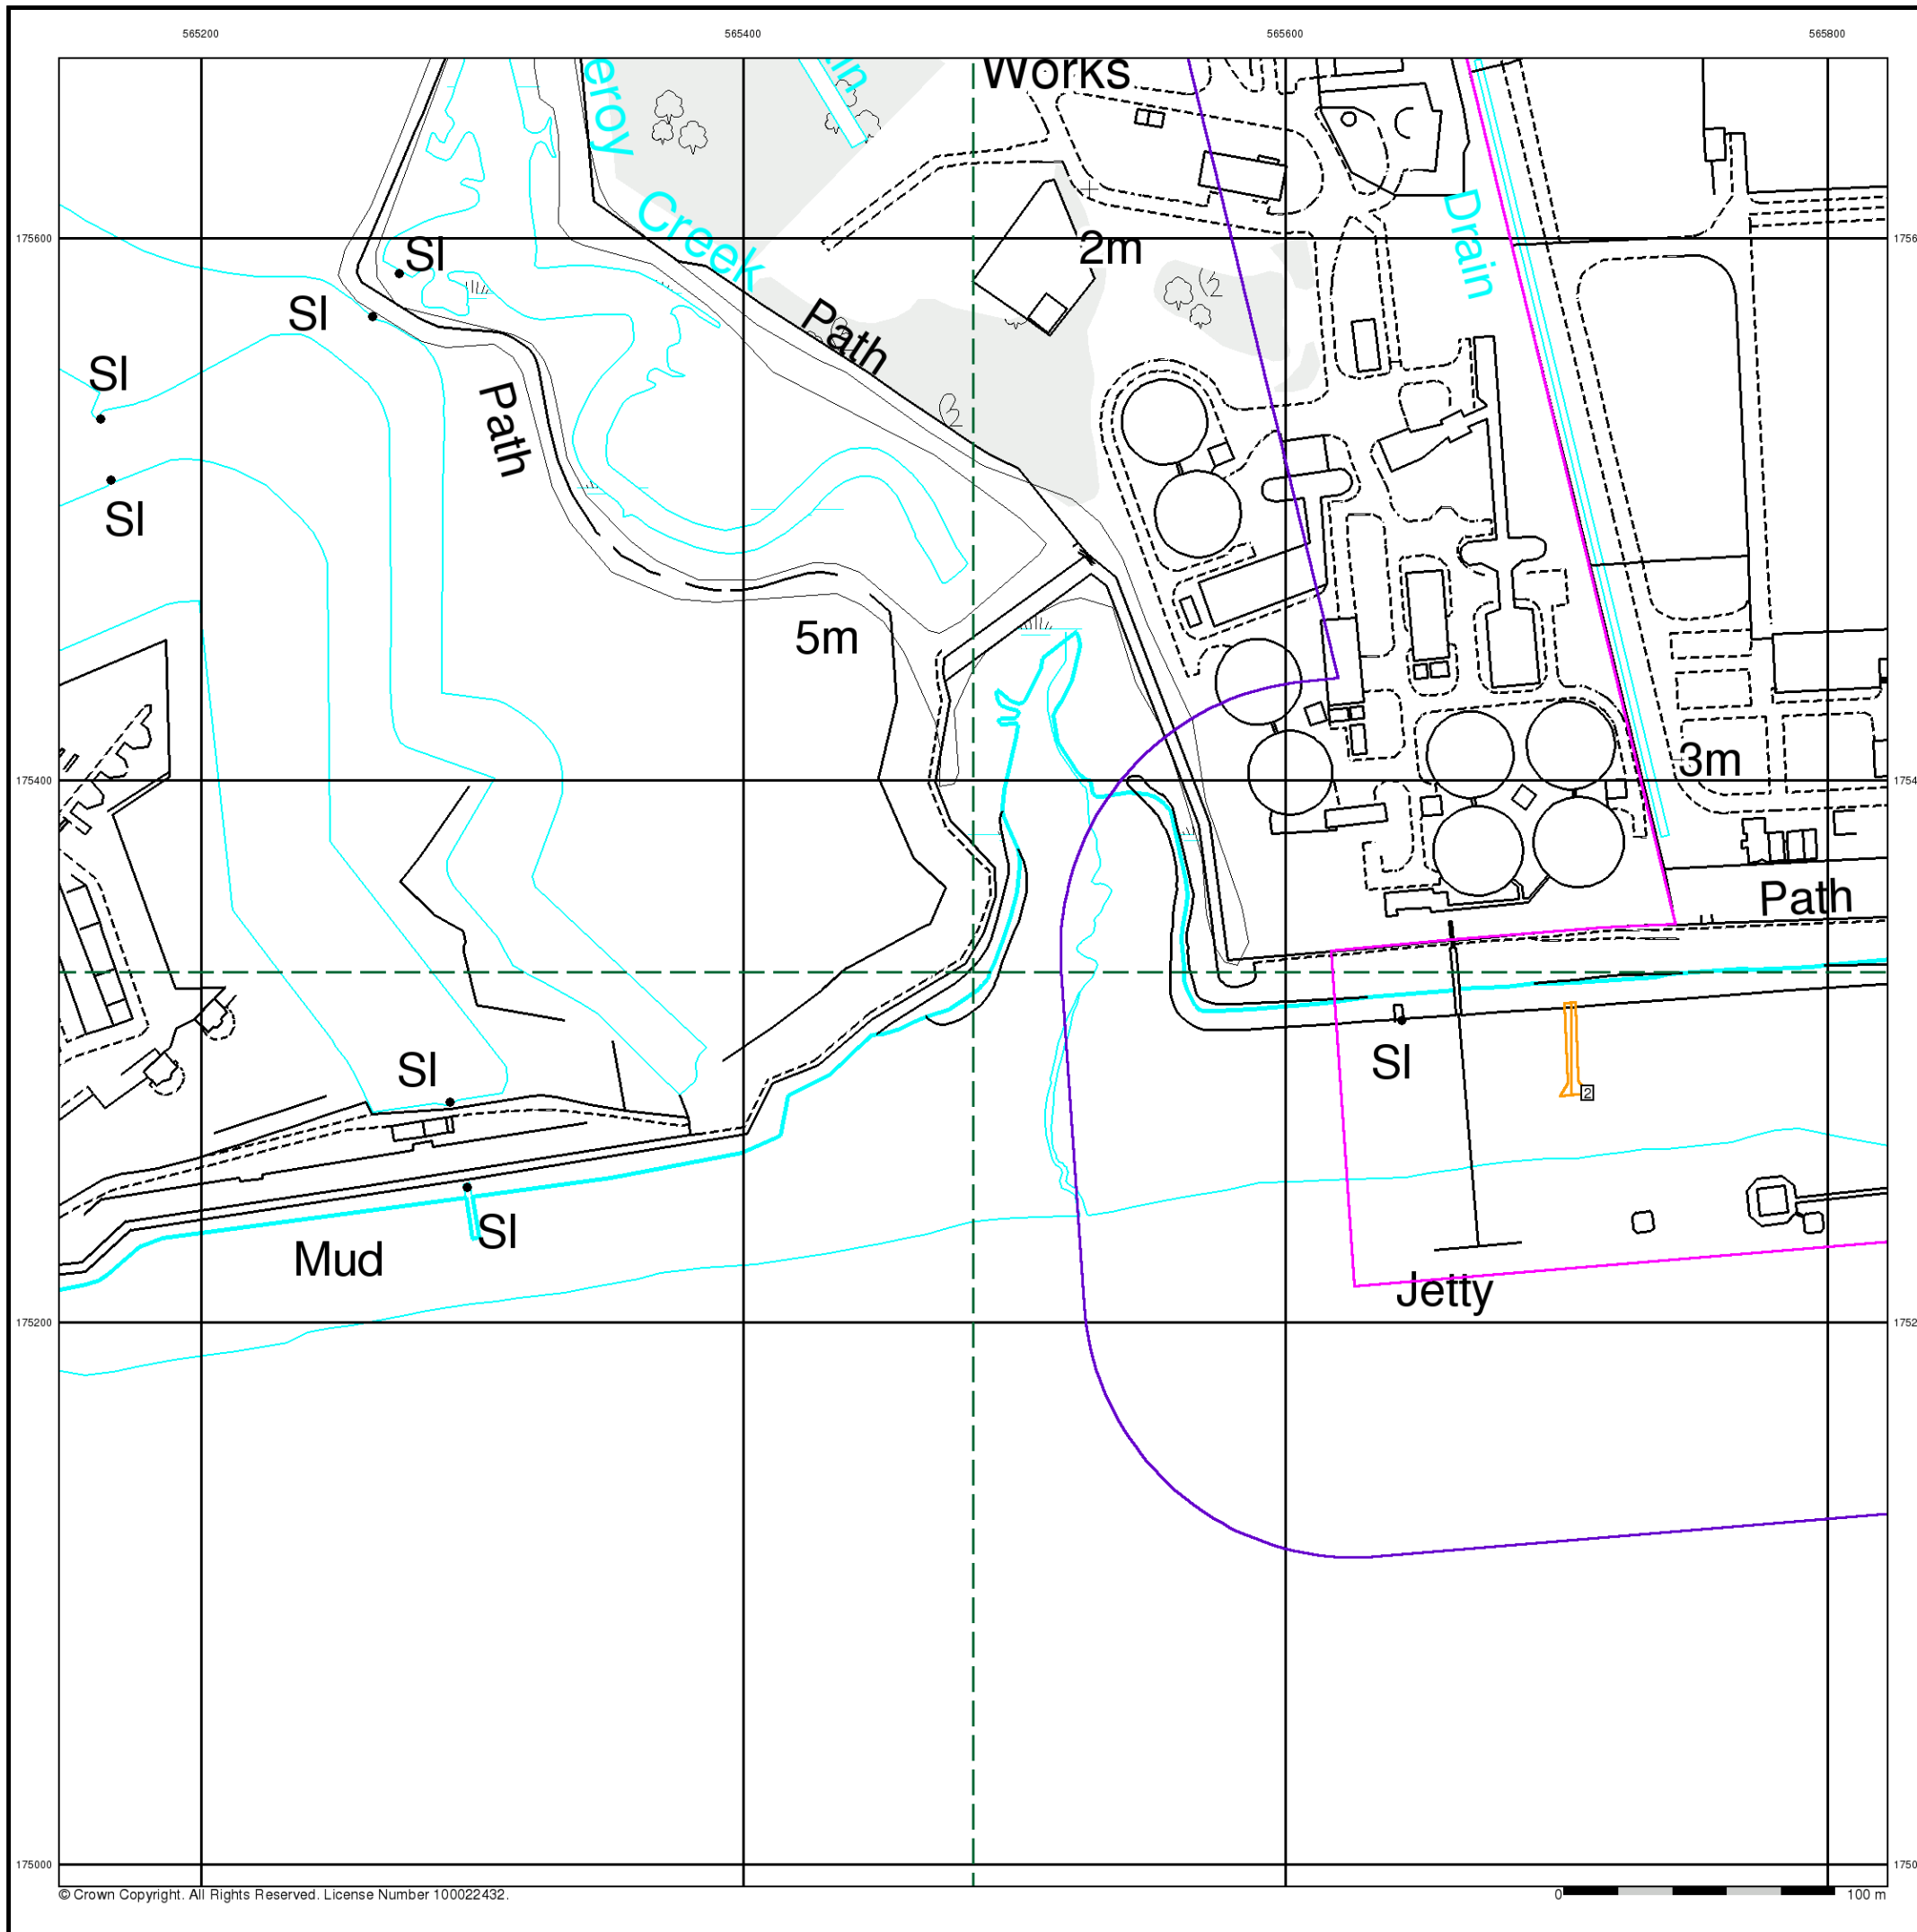 565200 565400 565600 565800
Works
eroy
Creek
Drain
175600
Sl
2m
Sl
Path
Sl
Path
Sl
5m
175400
3m
Path
Sl
Sl
2
Sl
Mud
Jetty
175200
175000
© Crown Copyright. All Rights Reserved. License Number 100022432.
0 100 m